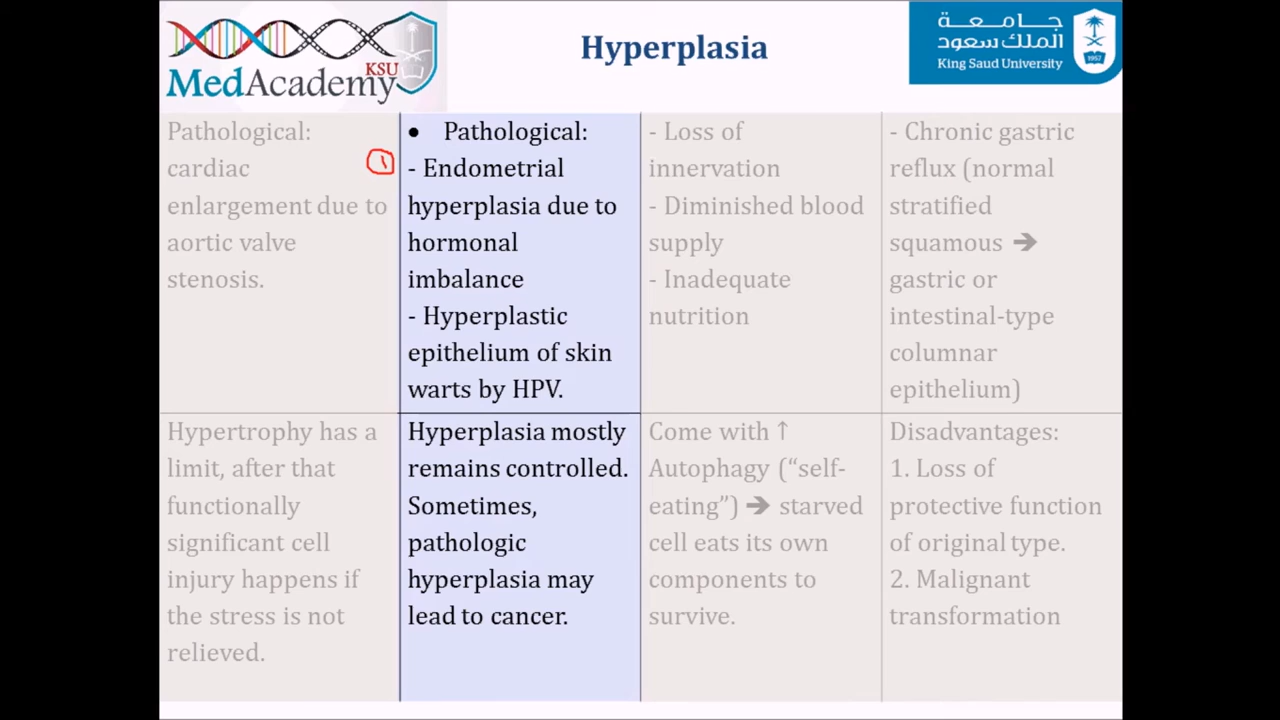 MedAcademy
KSU
Hyperplasia
جامعة
الملك سعود
King Saud University
1957
Pathological:
cardiac
enlargement due to
aortic valve
stenosis.
• Pathological:
- Endometrial
hyperplasia due to
hormonal
imbalance
- Hyperplastic
epithelium of skin
warts by HPV.
- Loss of
innervation
- Diminished blood
supply
- Inadequate
nutrition
- Chronic gastric
reflux (normal
stratified
squamous ➔
gastric or
intestinal-type
columnar
epithelium)
Hypertrophy has a
limit, after that
functionally
significant cell
injury happens if
the stress is not
relieved.
Hyperplasia mostly
remains controlled.
Sometimes,
pathologic
hyperplasia may
lead to cancer.
Come with ↑
Autophagy (“self-
eating”) ➔ starved
cell eats its own
components to
survive.
Disadvantages:
1. Loss of
protective function
of original type.
2. Malignant
transformation